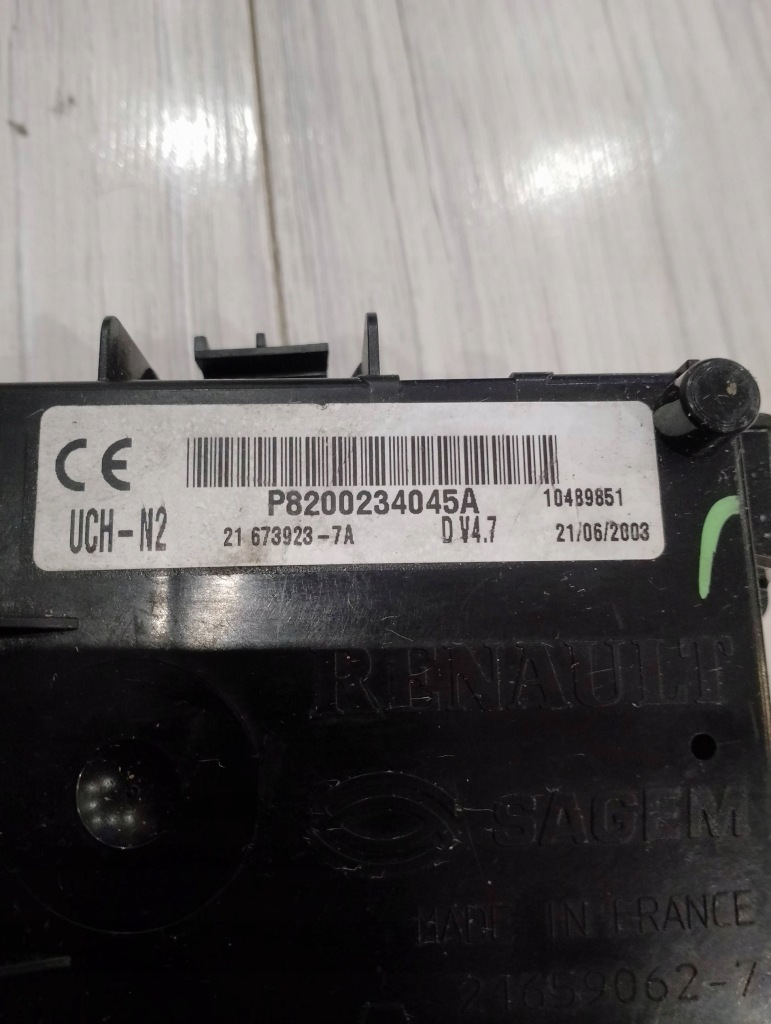 CE
P8200234045A
10489851
UCH-N2
21 673923-7A
D V4.7
21/06/2003
RENAULT
SAGEM
MADE IN FRANCE
21659062-7